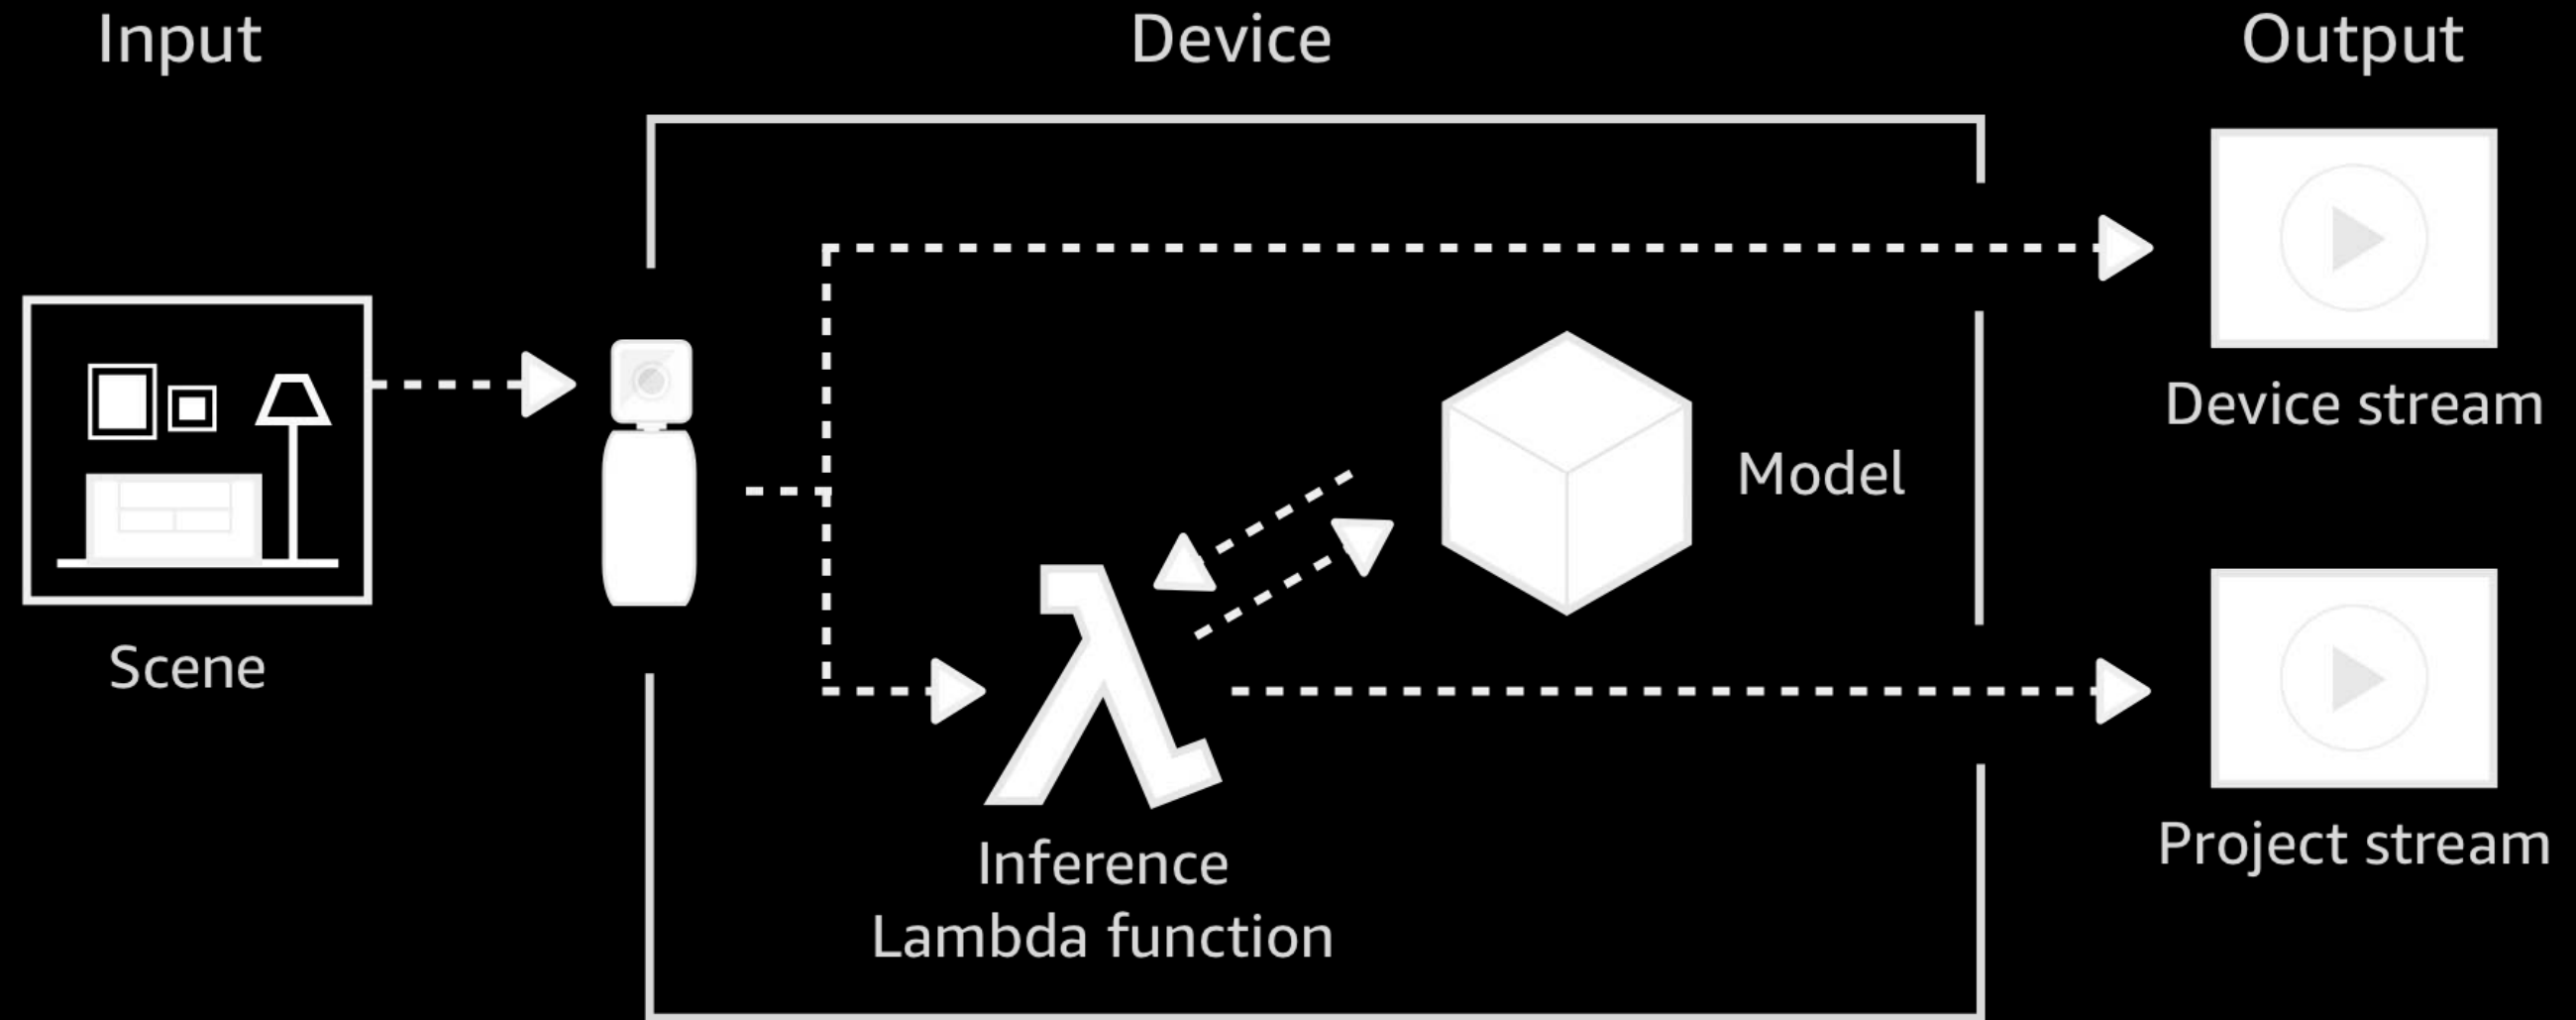 Input
Device
Output
Scene
Model
Device stream
Inference
Lambda function
Project stream